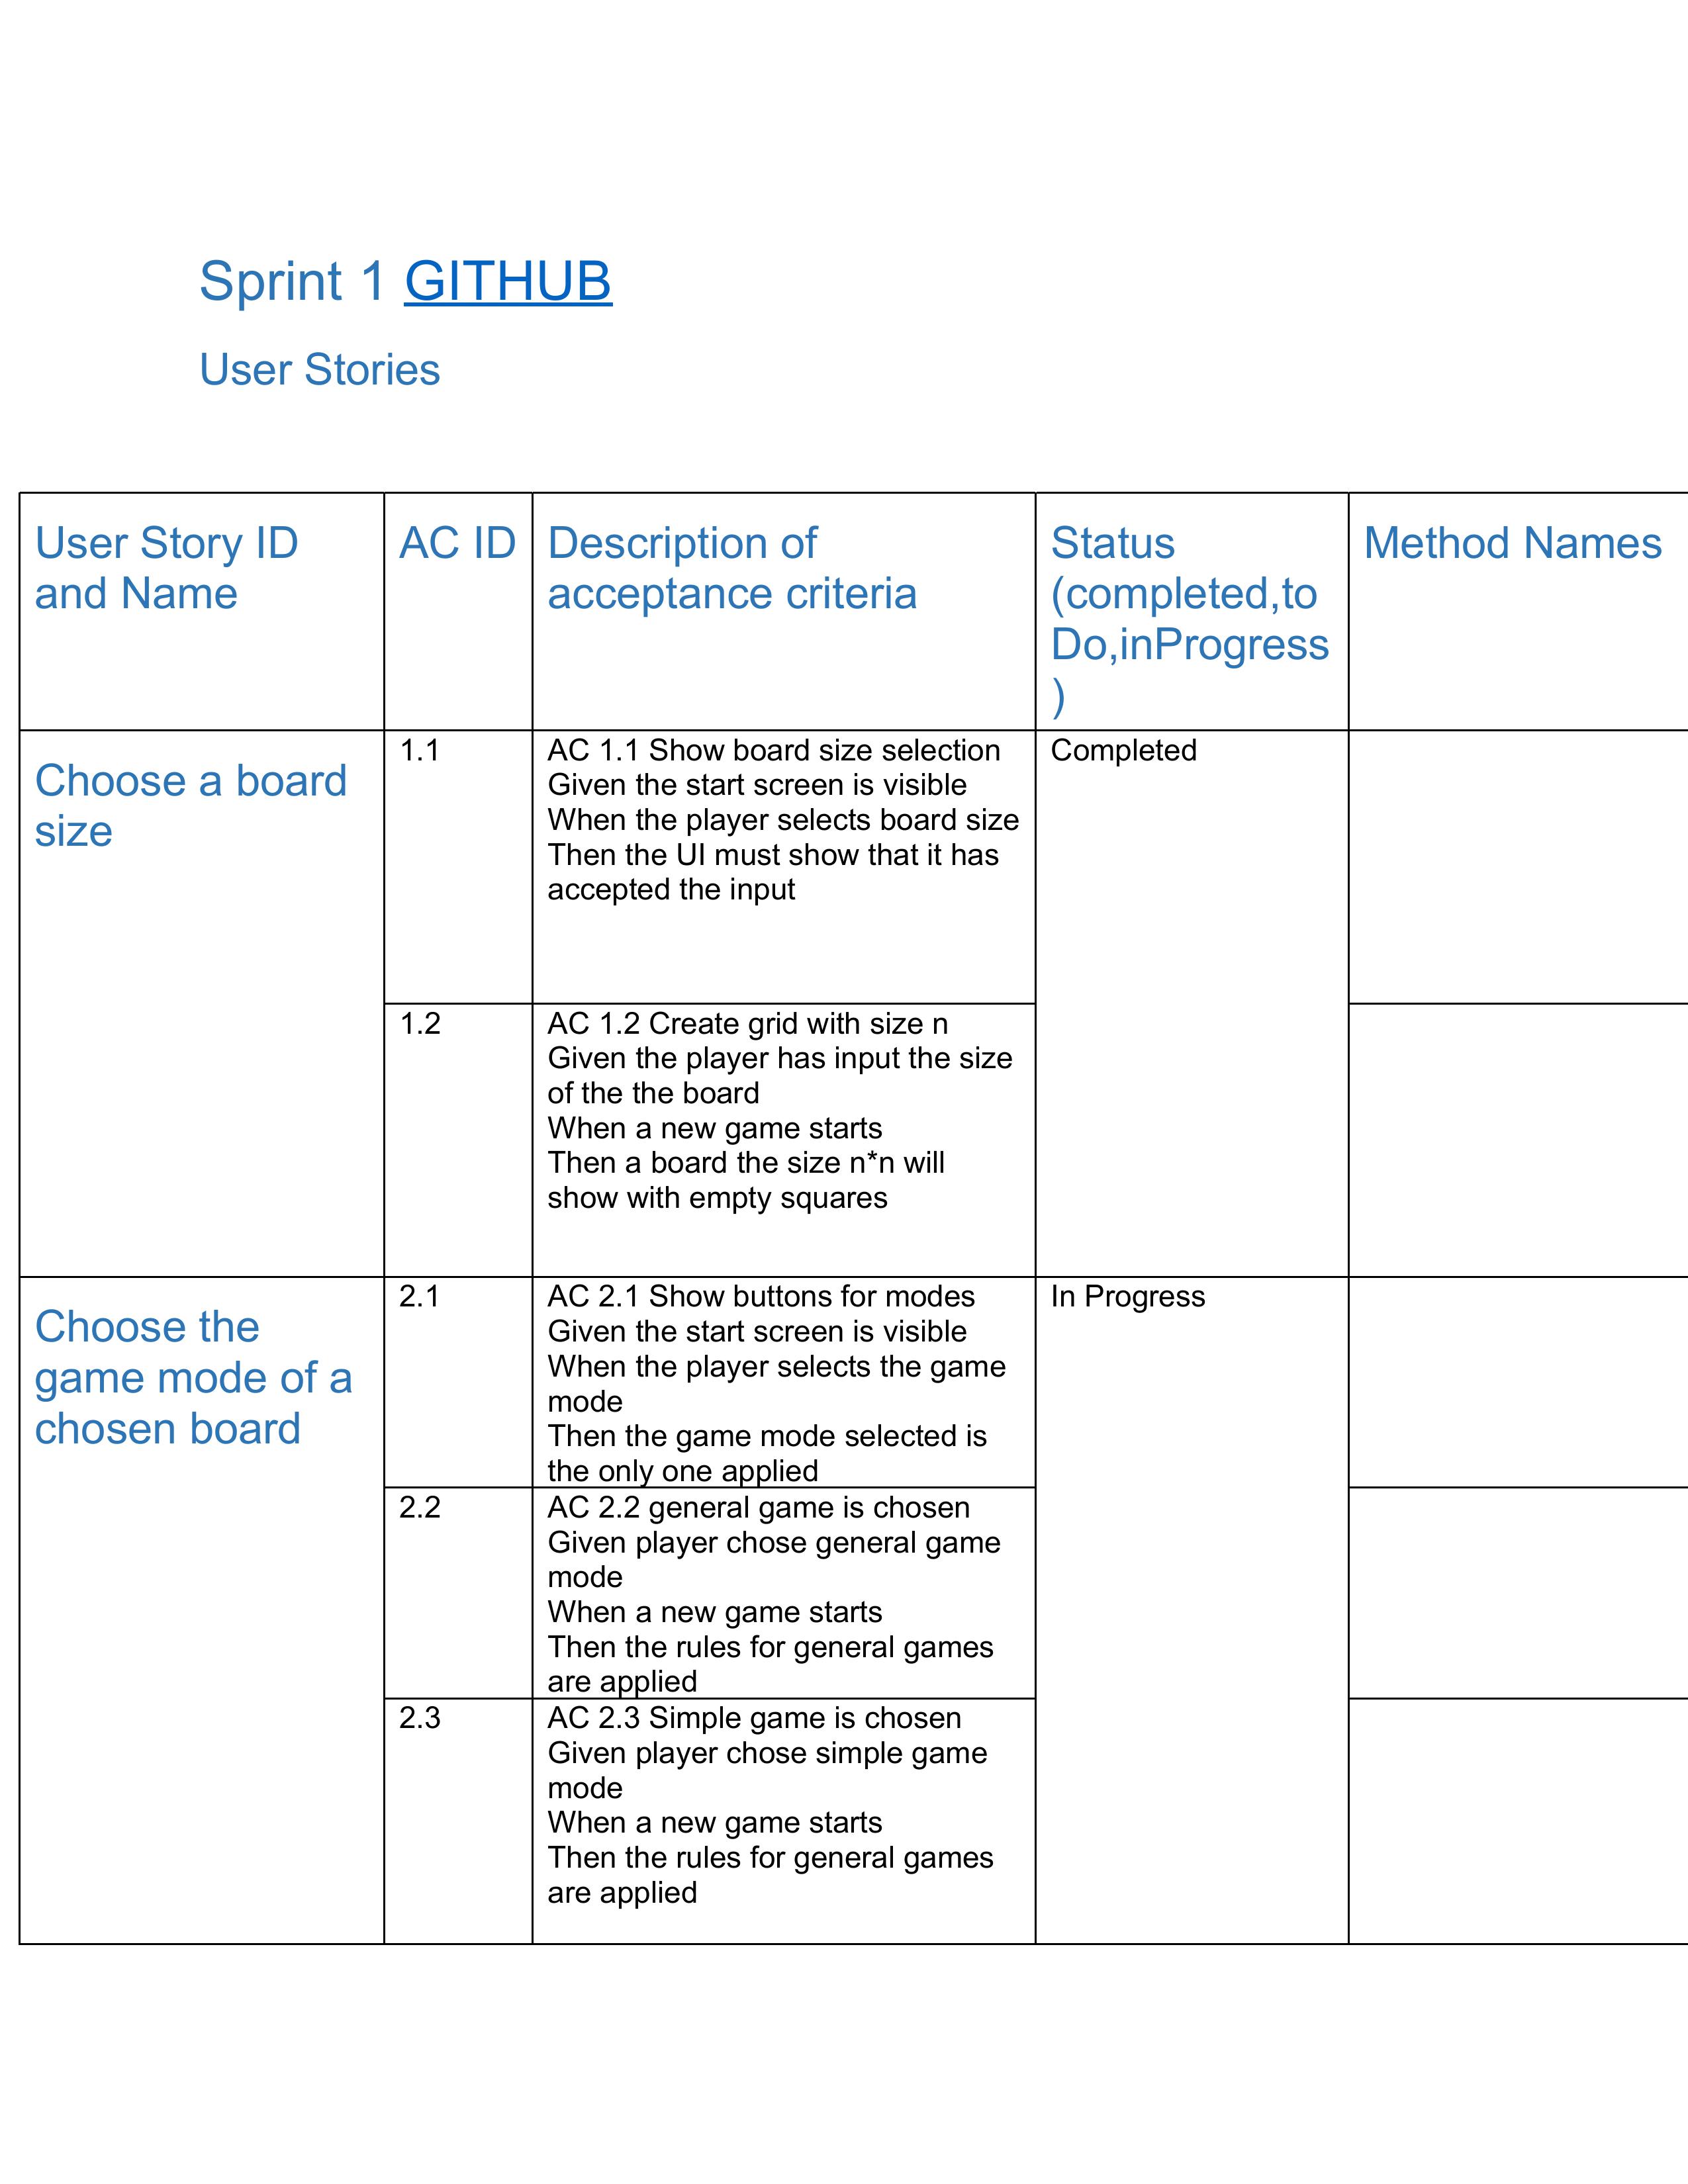 Sprint 1 GITHUB
User Stories
User Story ID
and Name
AC ID
Description of
acceptance criteria
Status
(completed,to
Do,inProgress
)
Method Names
Choose a board
size
1.1
AC 1.1 Show board size selection
Given the start screen is visible
When the player selects board size
Then the UI must show that it has
accepted the input
Completed
1.2
AC 1.2 Create grid with size n
Given the player has input the size
of the the board
When a new game starts
Then a board the size n*n will
show with empty squares
Choose the
game mode of a
chosen board
2.1
AC 2.1 Show buttons for modes
Given the start screen is visible
When the player selects the game
mode
Then the game mode selected is
the only one applied
In Progress
2.2
AC 2.2 general game is chosen
Given player chose general game
mode
When a new game starts
Then the rules for general games
are applied
2.3
AC 2.3 Simple game is chosen
Given player chose simple game
mode
When a new game starts
Then the rules for general games
are applied